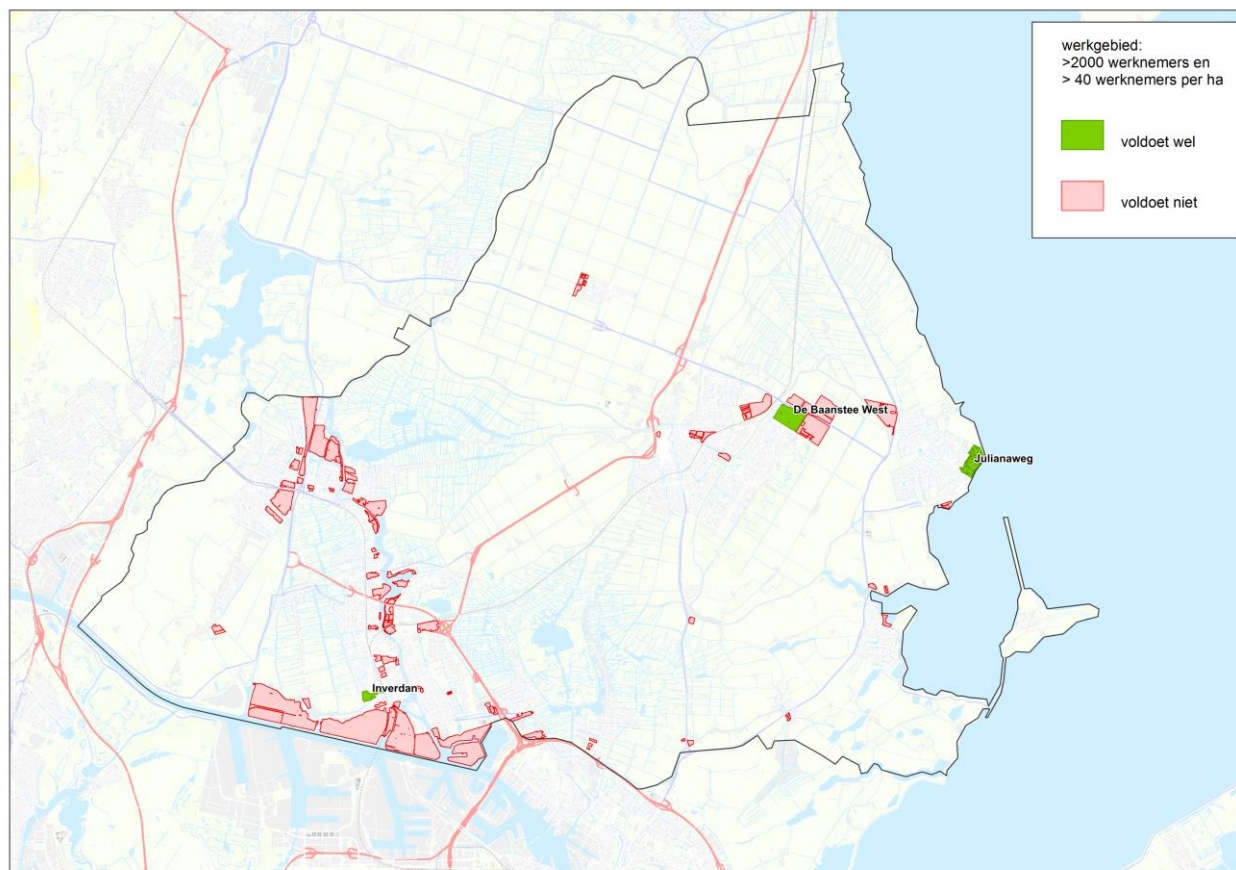 werkgebied:
>2000 werknemers en
> 40 werknemers per ha
voldoet wel
voldoet niet
De Baanstee West
Julianaweg
Inverdan